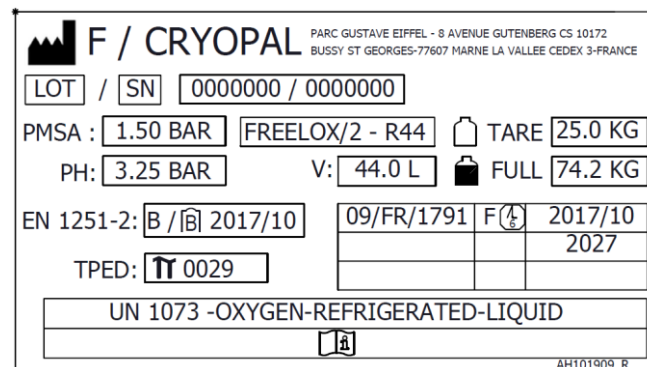 F / CRYOPAL
PARC GUSTAVE EIFFEL - 8 AVENUE GUTENBERG CS 10172
BUSSY ST GEORGES-77607 MARNE LA VALLEE CEDEX 3-FRANCE
LOT / SN 0000000 / 0000000
PMSA : 1.50 BAR FREELOX/2 - R44 TARE 25.0 KG
PH: 3.25 BAR V: 44.0 L FULL 74.2 KG
EN 1251-2: B / B 2017/10 09/FR/1791 F 2017/10
2027
TPED: π 0029
UN 1073 -OXYGEN-REFRIGERATED-LIQUID
i
AH101909_R